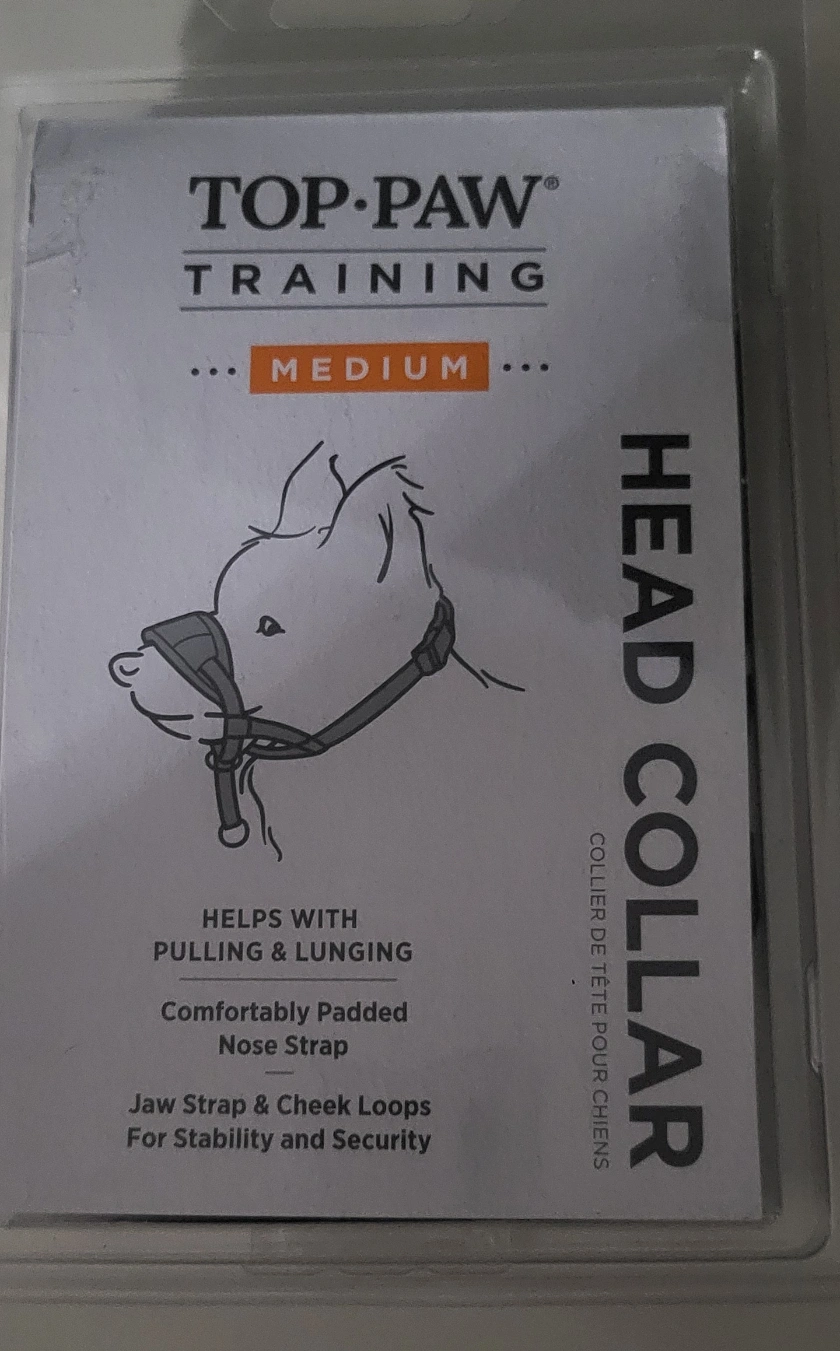 TOP·PAW®
TRAINING
··· MEDIUM ···
HEAD COLLAR
COLLIER DE TÊTE POUR CHIENS
HELPS WITH
PULLING & LUNGING
Comfortably Padded
Nose Strap
Jaw Strap & Cheek Loops
For Stability and Security